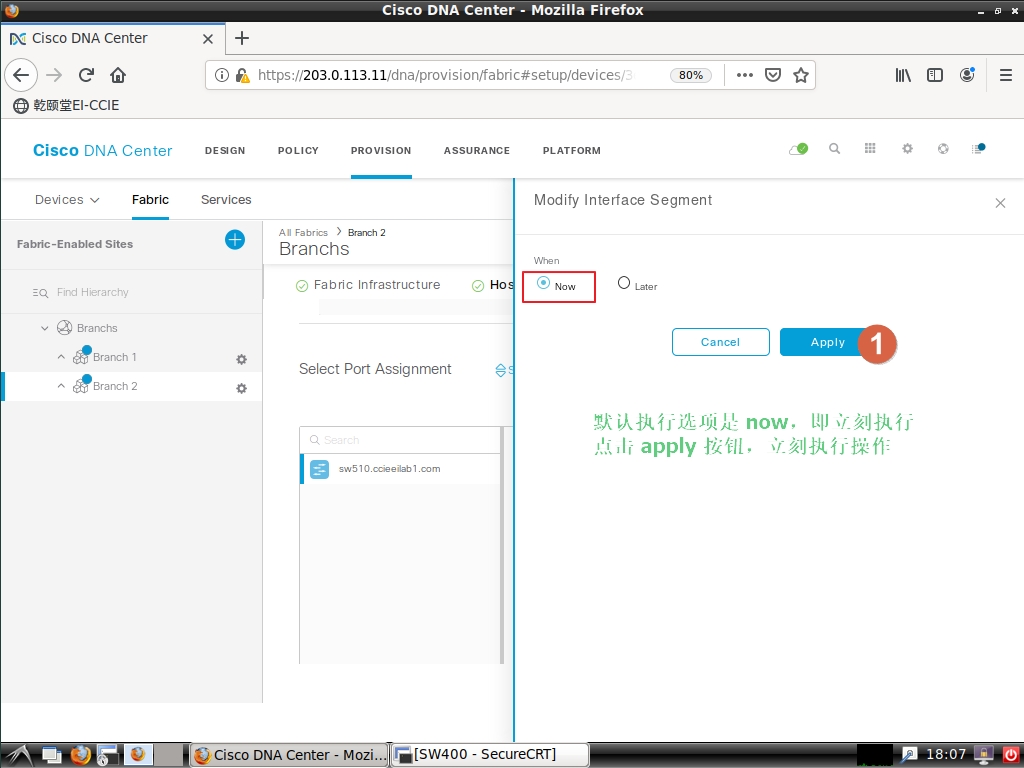 Cisco DNA Center - Mozilla Firefox
Cisco DNA Center
https://203.0.113.11/dna/provision/fabric#setup/devices/3
80%
乾颐堂EI-CCIE
Cisco DNA Center
DESIGN
POLICY
PROVISION
ASSURANCE
PLATFORM
Devices
Fabric
Services
Modify Interface Segment
Fabric-Enabled Sites
All Fabrics
Branch 2
Branchs
Find Hierarchy
Branchs
Branch 1
Branch 2
Fabric Infrastructure
Hos
Select Port Assignment
S
Search
sw510.ccieeilab1.com
When
Now
Later
Cancel
Apply
1
默认执行选项是 now，即立刻执行
点击 apply 按钮，立刻执行操作
Cisco DNA Center - Mozi...
[SW400 - SecureCRT]
18:07